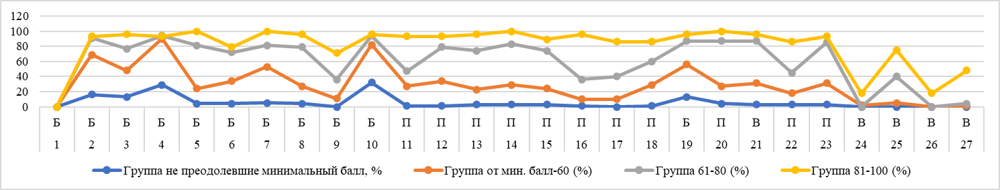 120
100
80
60
40
20
0
Б Б Б Б Б Б Б Б Б Б П П П П П П П П Б П В П П В В В В
1 2 3 4 5 6 7 8 9 10 11 12 13 14 15 16 17 18 19 20 21 22 23 24 25 26 27
Группа не преодолевшие минимальный балл, % Группа от мин. балл-60 (%) Группа 61-80 (%) Группа 81-100 (%)